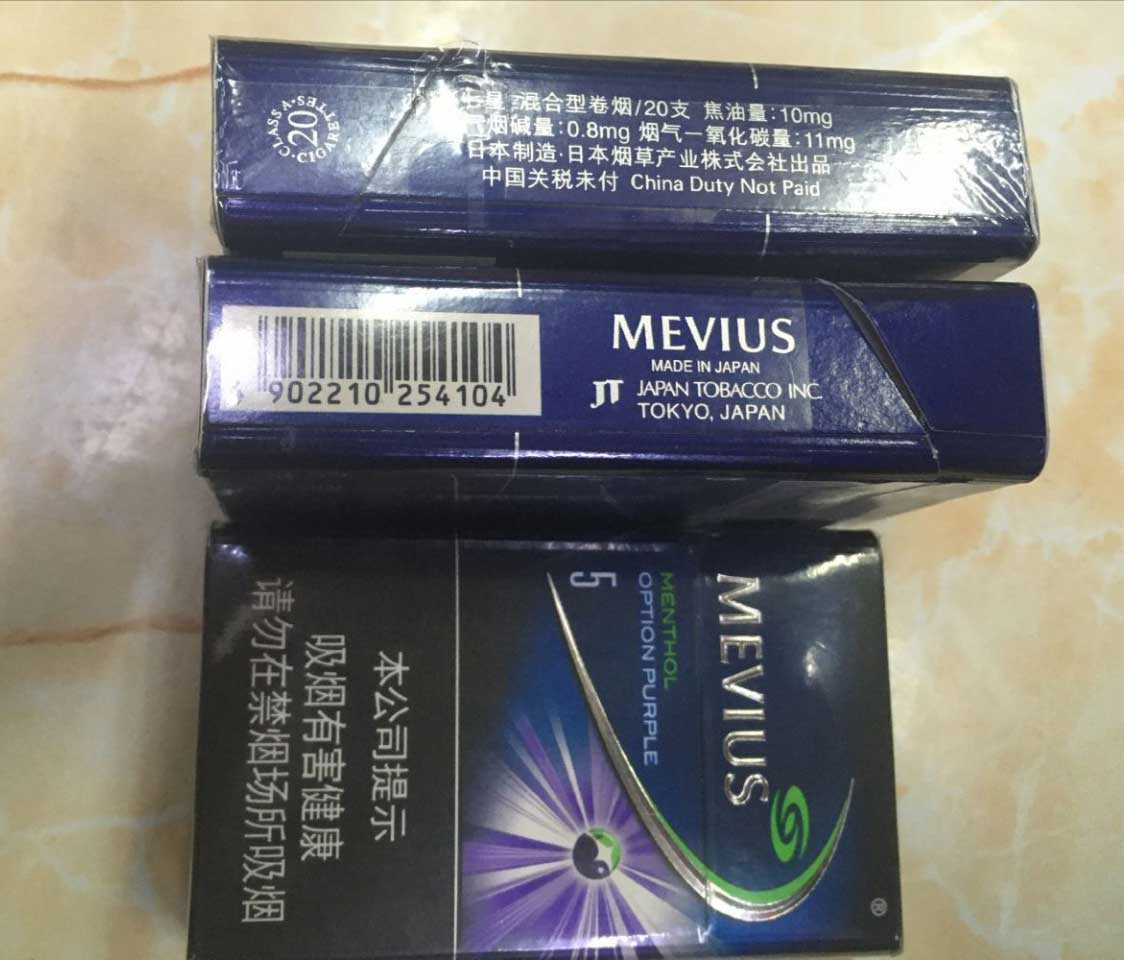 CLASS A · 20 · CIGARETTES
七星 混合型卷烟/20支 焦油量:10mg
烟碱量:0.8mg 烟气一氧化碳量:11mg
日本制造·日本烟草产业株式会社出品
中国关税未付 China Duty Not Paid
902210 254104
MEVIUS
MADE IN JAPAN
JT JAPAN TOBACCO INC.
TOKYO, JAPAN
MEVIUS
®
MENTHOL
OPTION PURPLE
5
本公司提示
吸烟有害健康
请勿在禁烟场所吸烟